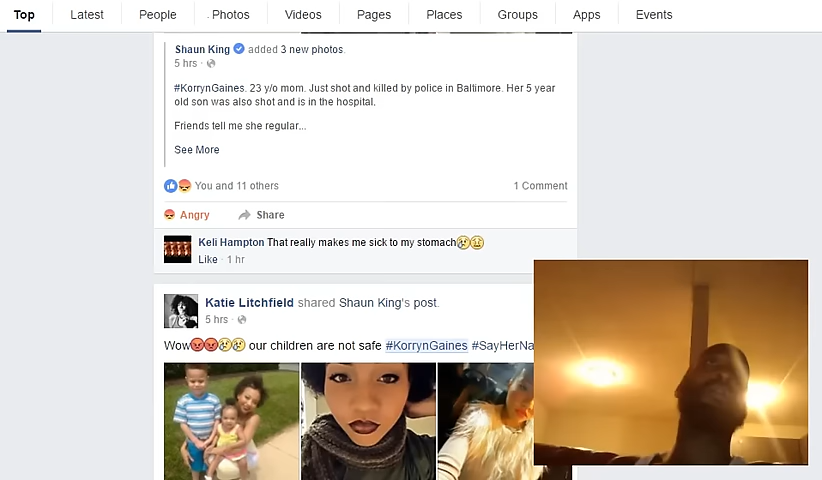 Top Latest People Photos Videos Pages Places Groups Apps Events
Shaun King added 3 new photos.
5 hrs ·
#KorrynGaines. 23 y/o mom. Just shot and killed by police in Baltimore. Her 5 year
old son was also shot and is in the hospital.
Friends tell me she regular...
See More
You and 11 others 1 Comment
Angry Share
Keli Hampton That really makes me sick to my stomach😢😩
Like · 1 hr
Katie Litchfield shared Shaun King's post.
5 hrs ·
Wow😡😡😢😢 our children are not safe #KorrynGaines #SayHerNa